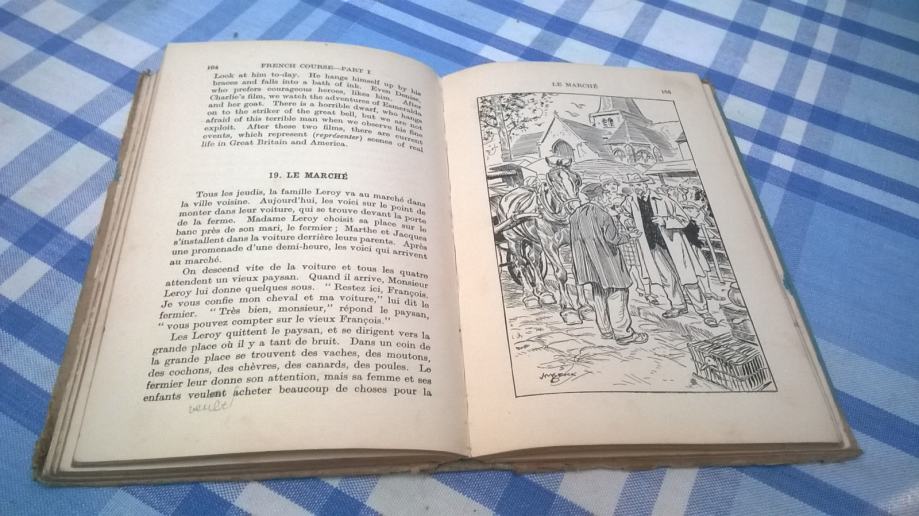 104 FRENCH COURSE—PART I
Look at him to-day. He hangs himself up by his
braces and falls into a bath of ink. Even Denise
who prefers courageous heroes, likes him. After
Charlie's film, we watch the adventures of Esmeralda
and her goat. There is a horrible dwarf, who hangs
on to the striker of the great bell, but we are not
afraid of this terrible man when we observe his fine
exploit. After these two films, there are current
events, which represent (représenter) scenes of real
life in Great Britain and America.
19. LE MARCHÉ
Tous les jeudis, la famille Leroy va au marché dans
la ville voisine. Aujourd'hui, les voici sur le point de
monter dans leur voiture, qui se trouve devant la porte
de la ferme. Madame Leroy choisit sa place sur le
banc près de son mari, le fermier; Marthe et Jacques
s'installent dans la voiture derrière leurs parents. Après
une promenade d'une demi-heure, les voici qui arrivent
au marché.
On descend vite de la voiture et tous les quatre
attendent un vieux paysan. Quand il arrive, Monsieur
Leroy lui donne quelques sous. "Restez ici, François.
Je vous confie mon cheval et ma voiture," lui dit le
fermier. "Très bien, monsieur," répond le paysan,
"vous pouvez compter sur le vieux François."
Les Leroy quittent le paysan, et se dirigent vers la
grande place où il y a tant de bruit. Dans un coin de
la grande place se trouvent des vaches, des moutons,
des cochons, des chèvres, des canards, des poules. Le
fermier leur donne son attention, mais sa femme et ses
enfants veulent acheter beaucoup de choses pour la
LE MARCHÉ